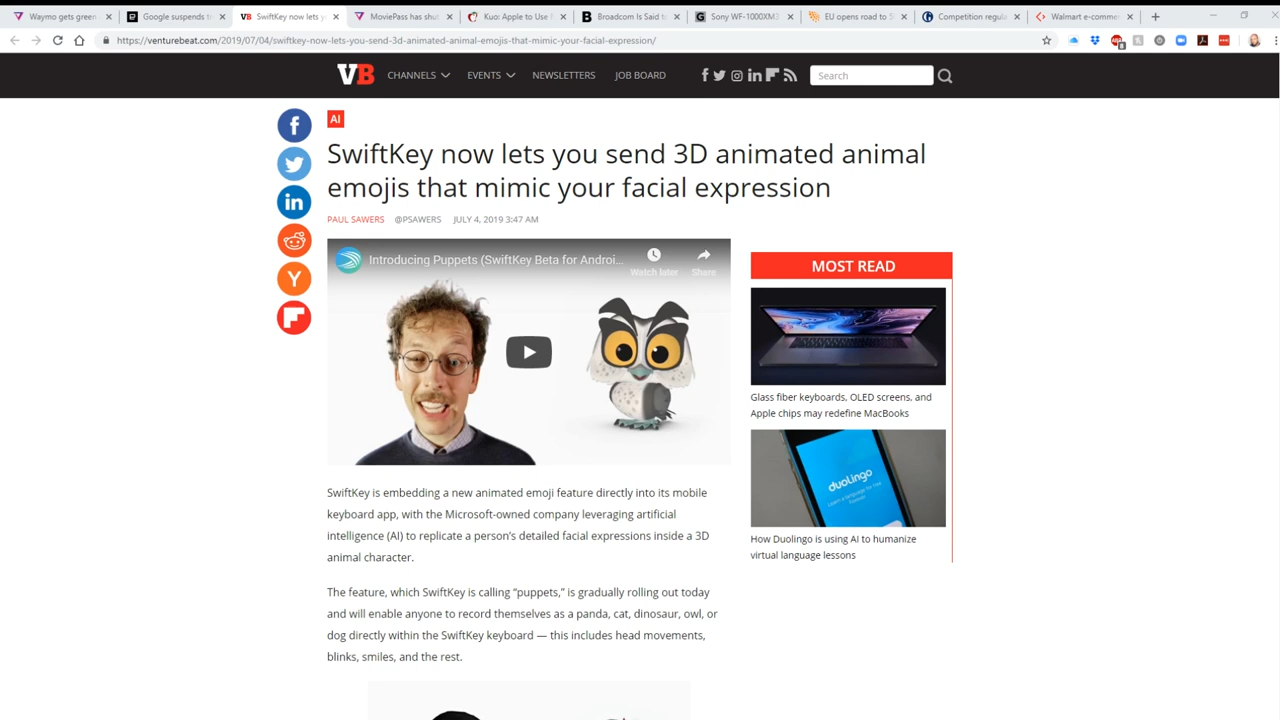 Waymo gets green
Google suspends
SwiftKey now lets yo
MoviePass has shut
Kuo: Apple to Use
Broadcom Is Said to
Sony WF-1000XM3
EU opens road to 5
Competition regula
Walmart e-commer
https://venturebeat.com/2019/07/04/swiftkey-now-lets-you-send-3d-animated-animal-emojis-that-mimic-your-facial-expression/
VB
CHANNELS
EVENTS
NEWSLETTERS
JOB BOARD
Search
AI
SwiftKey now lets you send 3D animated animal
emojis that mimic your facial expression
PAUL SAWERS @PSAWERS JULY 4, 2019 3:47 AM
Introducing Puppets (SwiftKey Beta for Androi...
Watch later
Share
SwiftKey is embedding a new animated emoji feature directly into its mobile
keyboard app, with the Microsoft-owned company leveraging artificial
intelligence (AI) to replicate a person's detailed facial expressions inside a 3D
animal character.
The feature, which SwiftKey is calling “puppets,” is gradually rolling out today
and will enable anyone to record themselves as a panda, cat, dinosaur, owl, or
dog directly within the SwiftKey keyboard — this includes head movements,
blinks, smiles, and the rest.
MOST READ
Glass fiber keyboards, OLED screens, and
Apple chips may redefine MacBooks
duolingo
Learn a language for free.
Forever.
How Duolingo is using AI to humanize
virtual language lessons